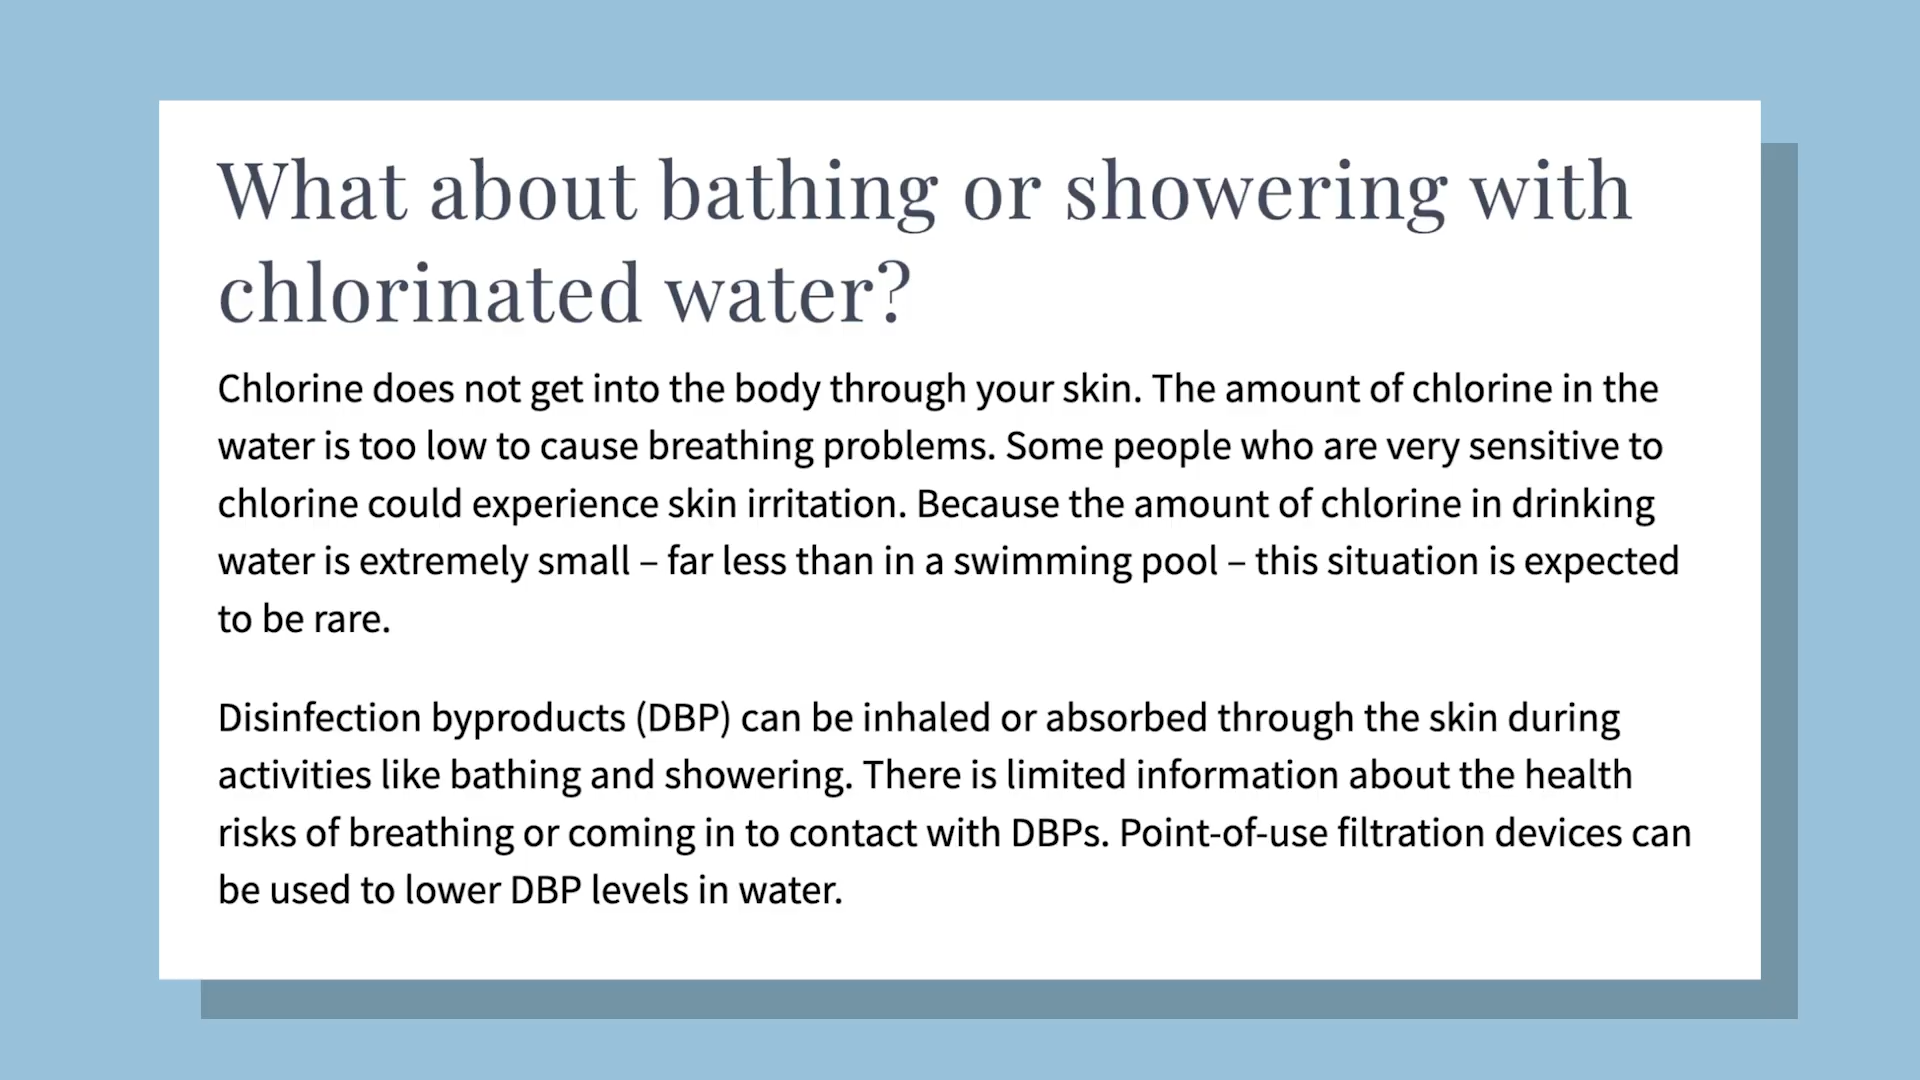 What about bathing or showering with
chlorinated water?
Chlorine does not get into the body through your skin. The amount of chlorine in the
water is too low to cause breathing problems. Some people who are very sensitive to
chlorine could experience skin irritation. Because the amount of chlorine in drinking
water is extremely small – far less than in a swimming pool – this situation is expected
to be rare.
Disinfection byproducts (DBP) can be inhaled or absorbed through the skin during
activities like bathing and showering. There is limited information about the health
risks of breathing or coming in to contact with DBPs. Point-of-use filtration devices can
be used to lower DBP levels in water.